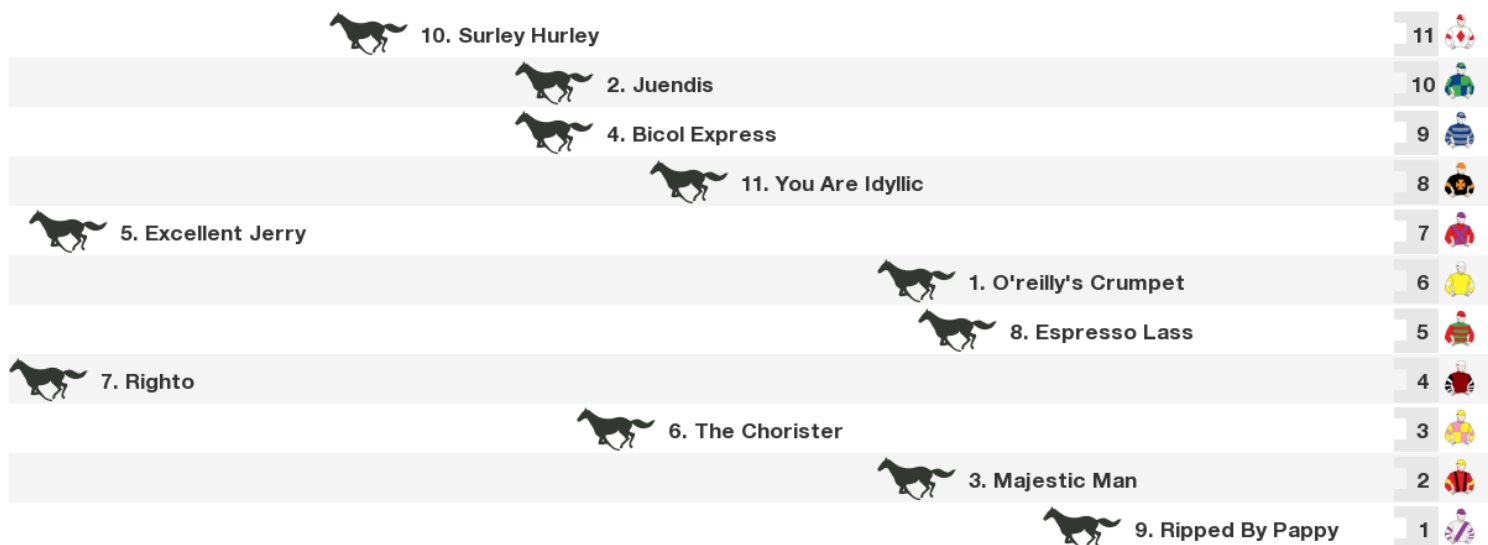 10. Surley Hurley 11
2. Juendis 10
4. Bicol Express 9
11. You Are Idyllic 8
5. Excellent Jerry 7
1. O'reilly's Crumpet 6
8. Espresso Lass 5
7. Righto 4
6. The Chorister 3
3. Majestic Man 2
9. Ripped By Pappy 1